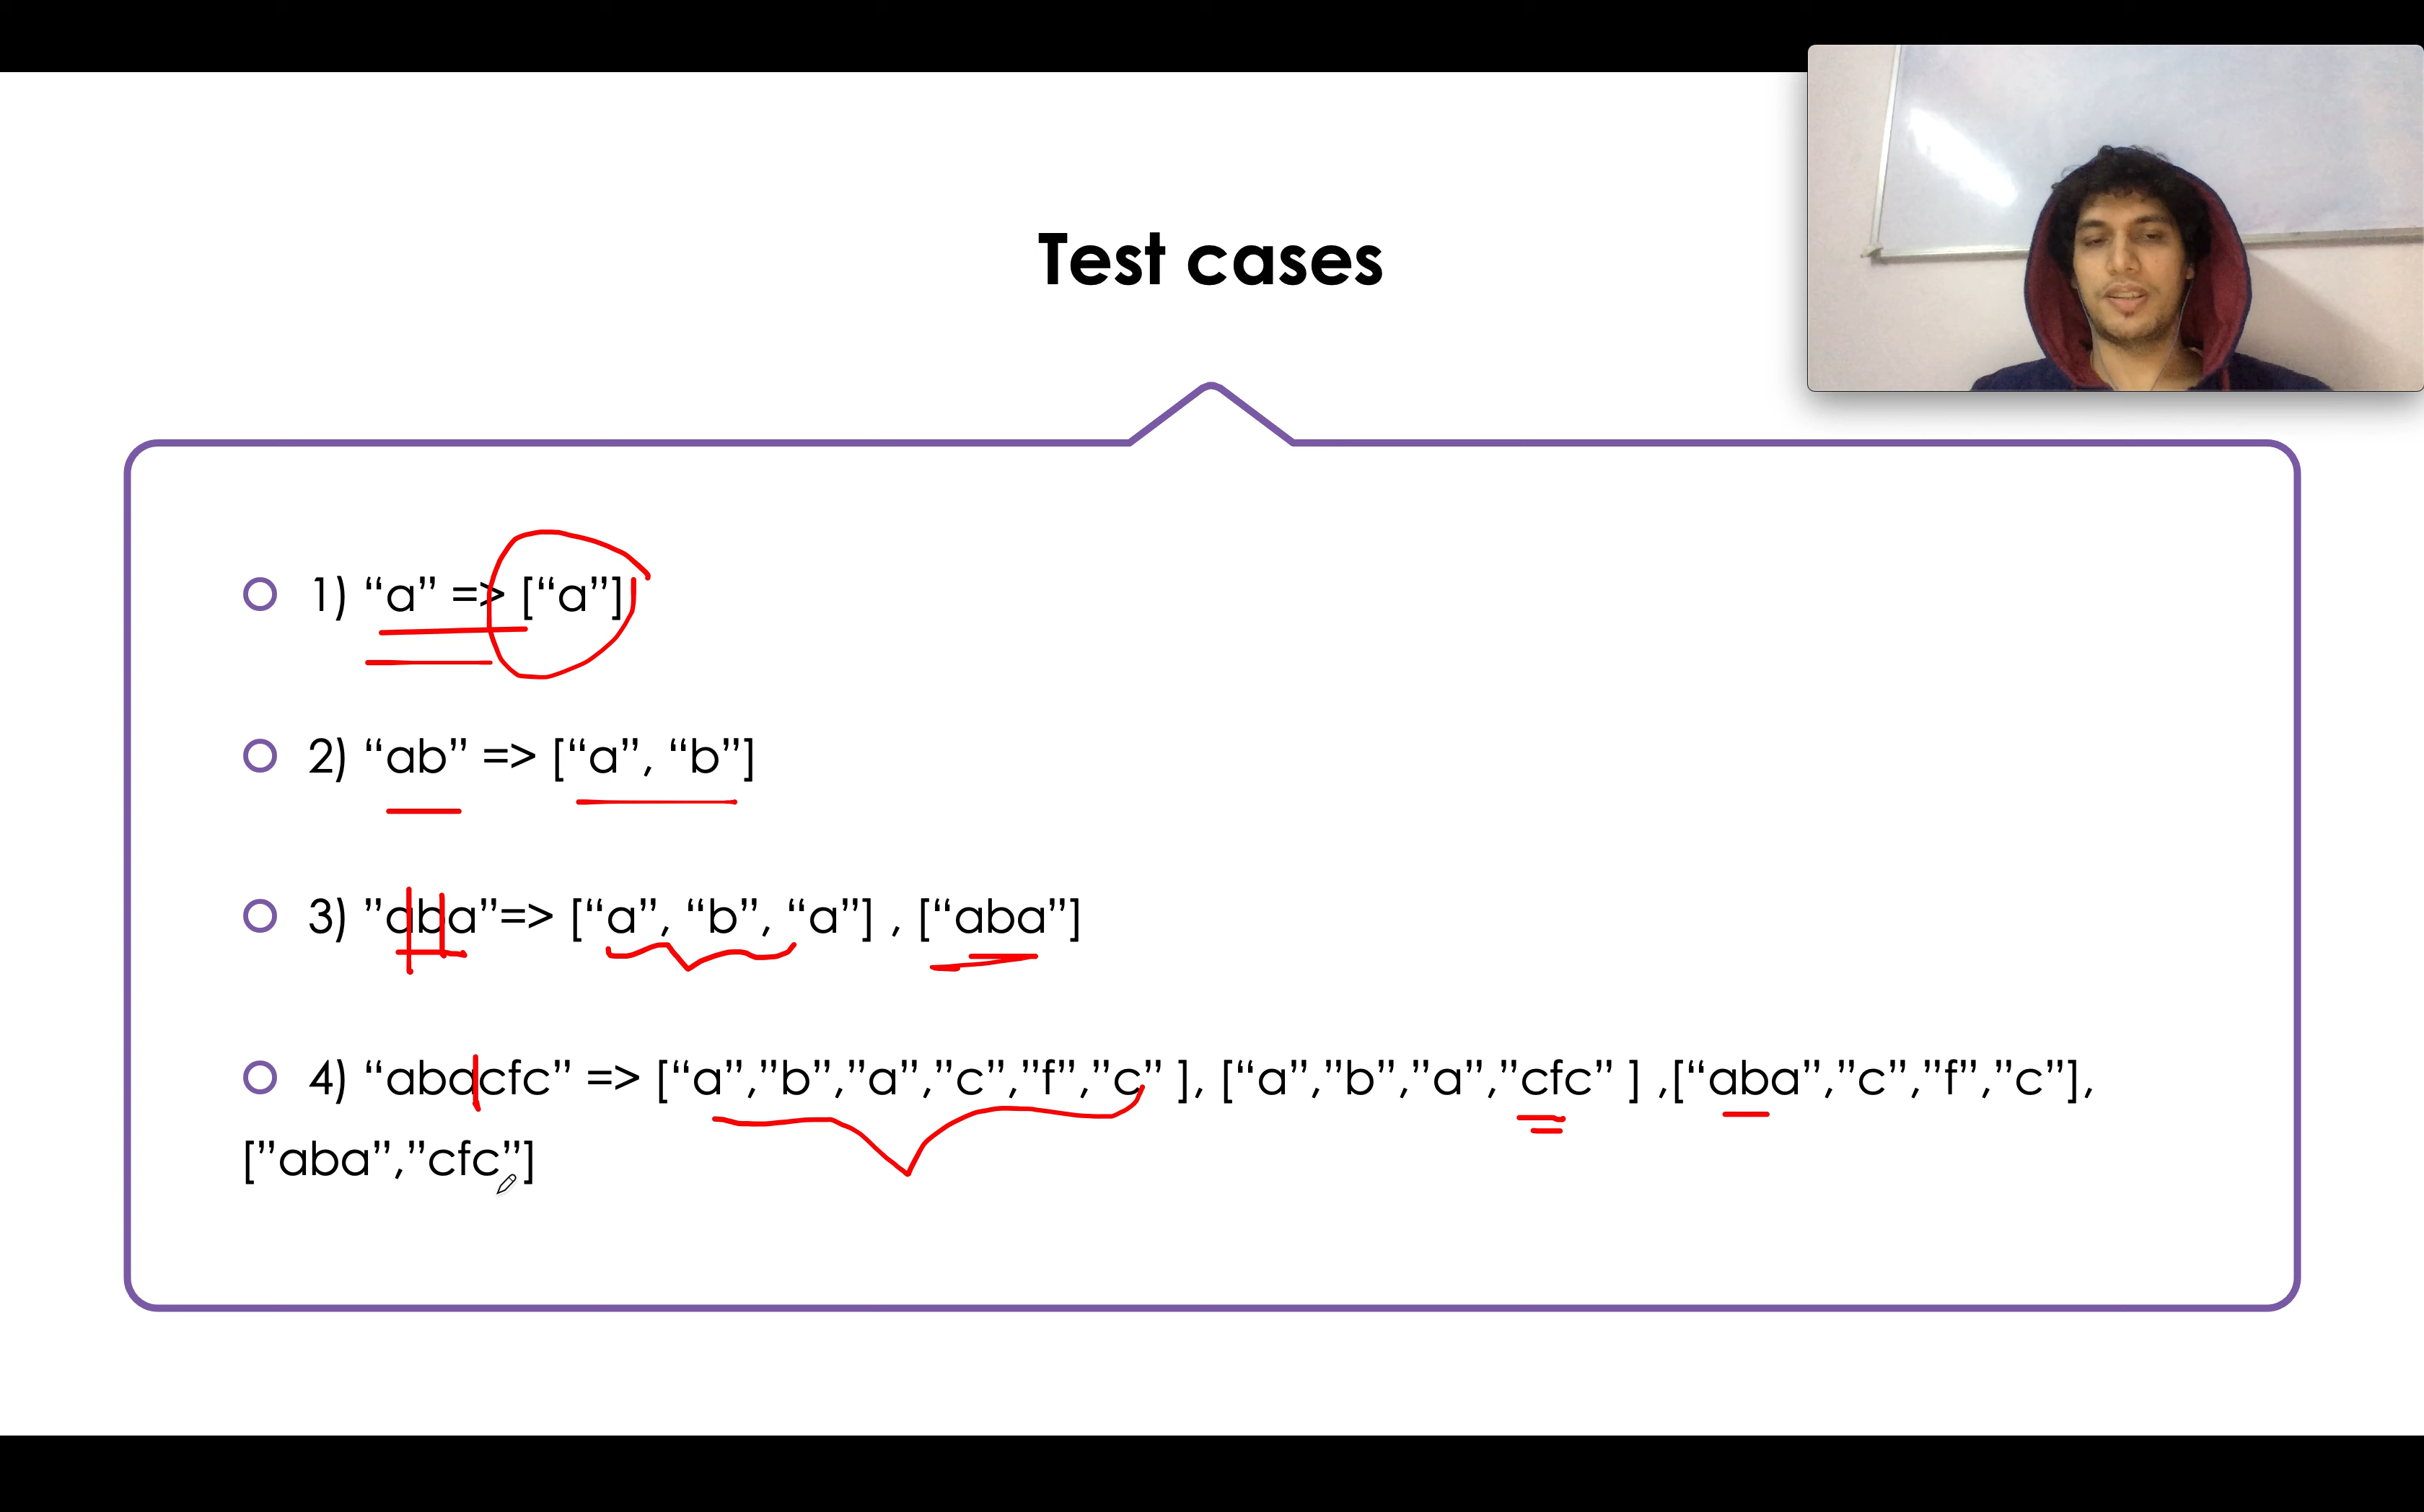 Test cases
1) “a” => [“a”]
2) “ab” => [“a”, “b”]
3) ”aba”=> [“a”, “b”, “a”] , [“aba”]
4) “abacfc” => [“a”,”b”,”a”,”c”,”f”,”c” ], [“a”,”b”,”a”,”cfc” ] ,[“aba”,”c”,”f”,”c”],
[”aba”,”cfc”]